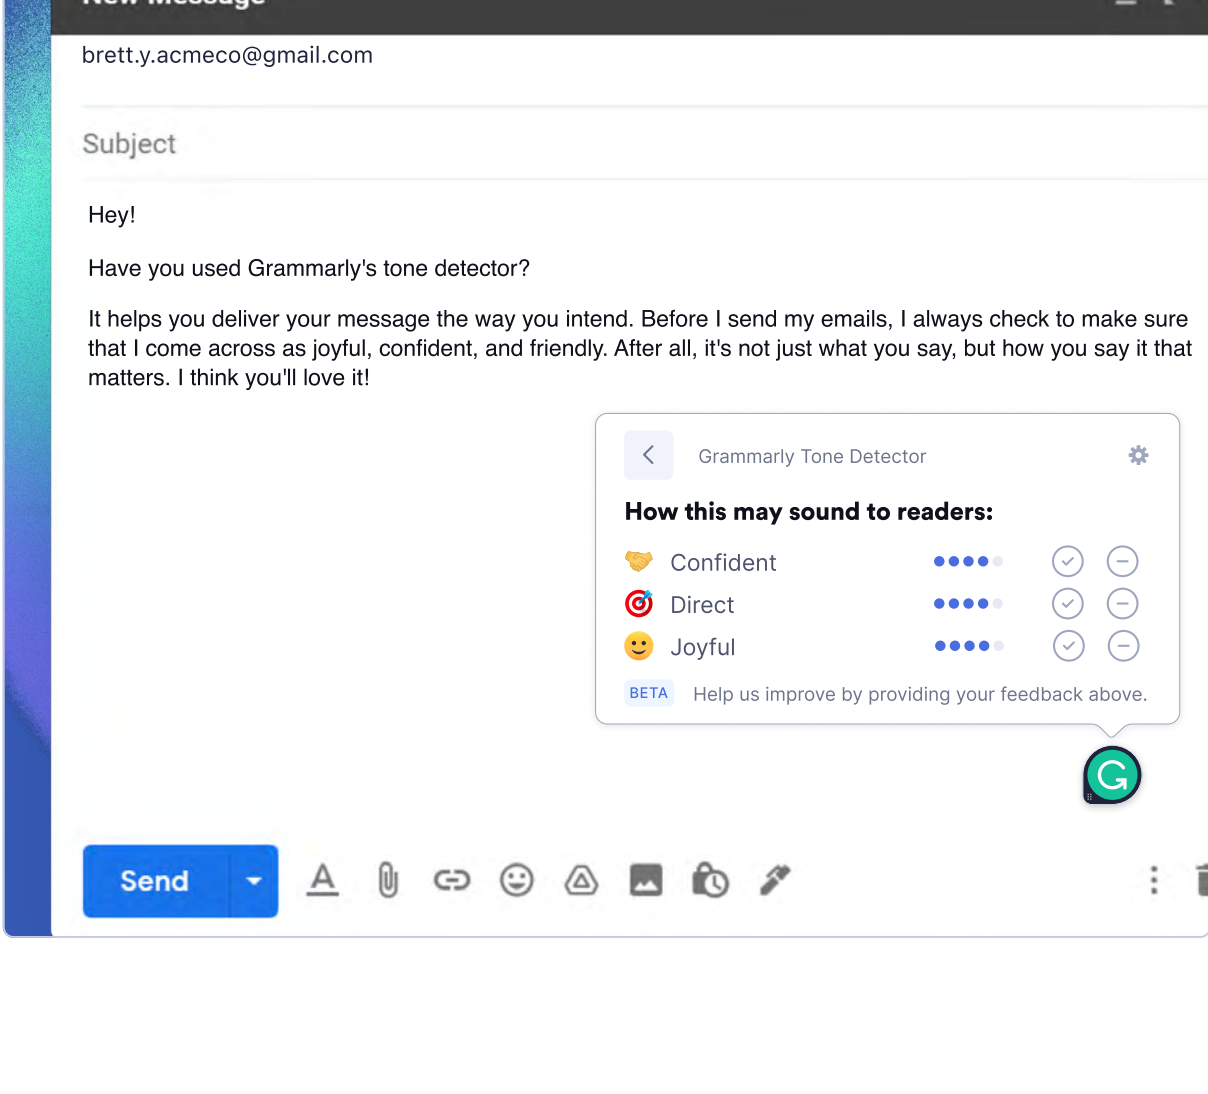 New Message
brett.y.acmeco@gmail.com
Subject
Hey!
Have you used Grammarly's tone detector?
It helps you deliver your message the way you intend. Before I send my emails, I always check to make sure
that I come across as joyful, confident, and friendly. After all, it's not just what you say, but how you say it that
matters. I think you'll love it!
Grammarly Tone Detector
How this may sound to readers:
Confident
Direct
Joyful
BETA Help us improve by providing your feedback above.
Send